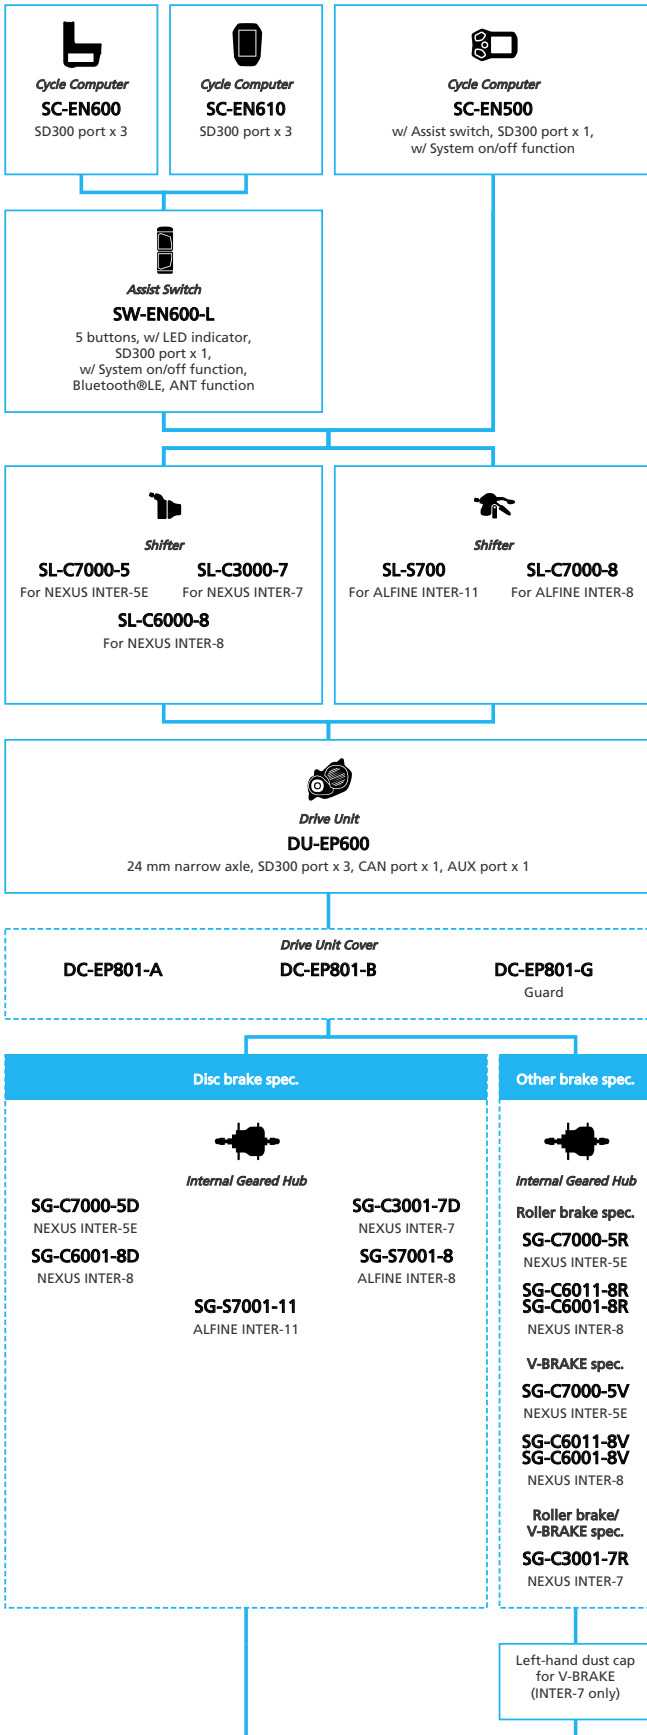 Cycle Computer
SC-EN600
SD300 port x 3
Cycle Computer
SC-EN610
SD300 port x 3
Cycle Computer
SC-EN500
w/ Assist switch, SD300 port x 1,
w/ System on/off function
Assist Switch
SW-EN600-L
5 buttons, w/ LED indicator,
SD300 port x 1,
w/ System on/off function,
Bluetooth®LE, ANT function
Shifter
SL-C7000-5
For NEXUS INTER-5E
SL-C3000-7
For NEXUS INTER-7
SL-C6000-8
For NEXUS INTER-8
Shifter
SL-S700
For ALFINE INTER-11
SL-C7000-8
For ALFINE INTER-8
Drive Unit
DU-EP600
24 mm narrow axle, SD300 port x 3, CAN port x 1, AUX port x 1
Drive Unit Cover
DC-EP801-A
DC-EP801-B
DC-EP801-G
Guard
Disc brake spec.
Internal Geared Hub
SG-C7000-5D
NEXUS INTER-5E
SG-C3001-7D
NEXUS INTER-7
SG-C6001-8D
NEXUS INTER-8
SG-S7001-8
ALFINE INTER-8
SG-S7001-11
ALFINE INTER-11
Other brake spec.
Internal Geared Hub
Roller brake spec.
SG-C7000-5R
NEXUS INTER-5E
SG-C6011-8R
SG-C6001-8R
NEXUS INTER-8
V-BRAKE spec.
SG-C7000-5V
NEXUS INTER-5E
SG-C6011-8V
SG-C6001-8V
NEXUS INTER-8
Roller brake/
V-BRAKE spec.
SG-C3001-7R
NEXUS INTER-7
Left-hand dust cap
for V-BRAKE
(INTER-7 only)